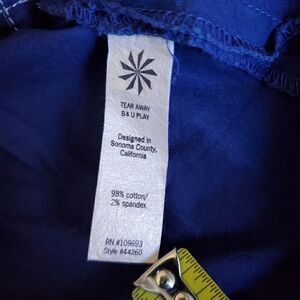 TEAR AWAY
B4 U PLAY
Designed in
Sonoma County,
California
98% cotton/
2% spandex
RN #109693
Style #44260